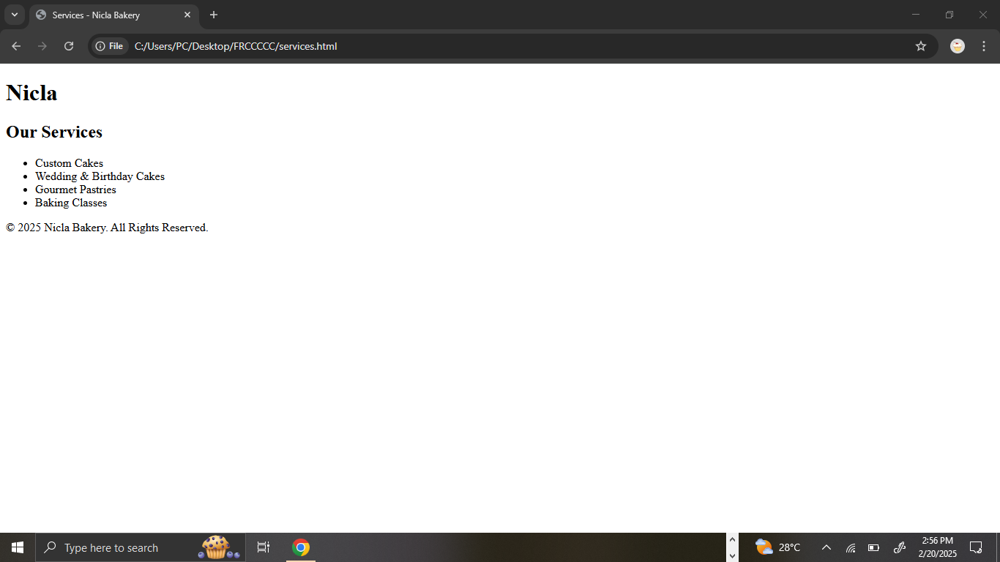 Services - Nicla Bakery
File
C:/Users/PC/Desktop/FRCCCCC/services.html
Nicla
Our Services
• Custom Cakes
• Wedding & Birthday Cakes
• Gourmet Pastries
• Baking Classes
© 2025 Nicla Bakery. All Rights Reserved.
Type here to search
28°C
2:56 PM
2/20/2025